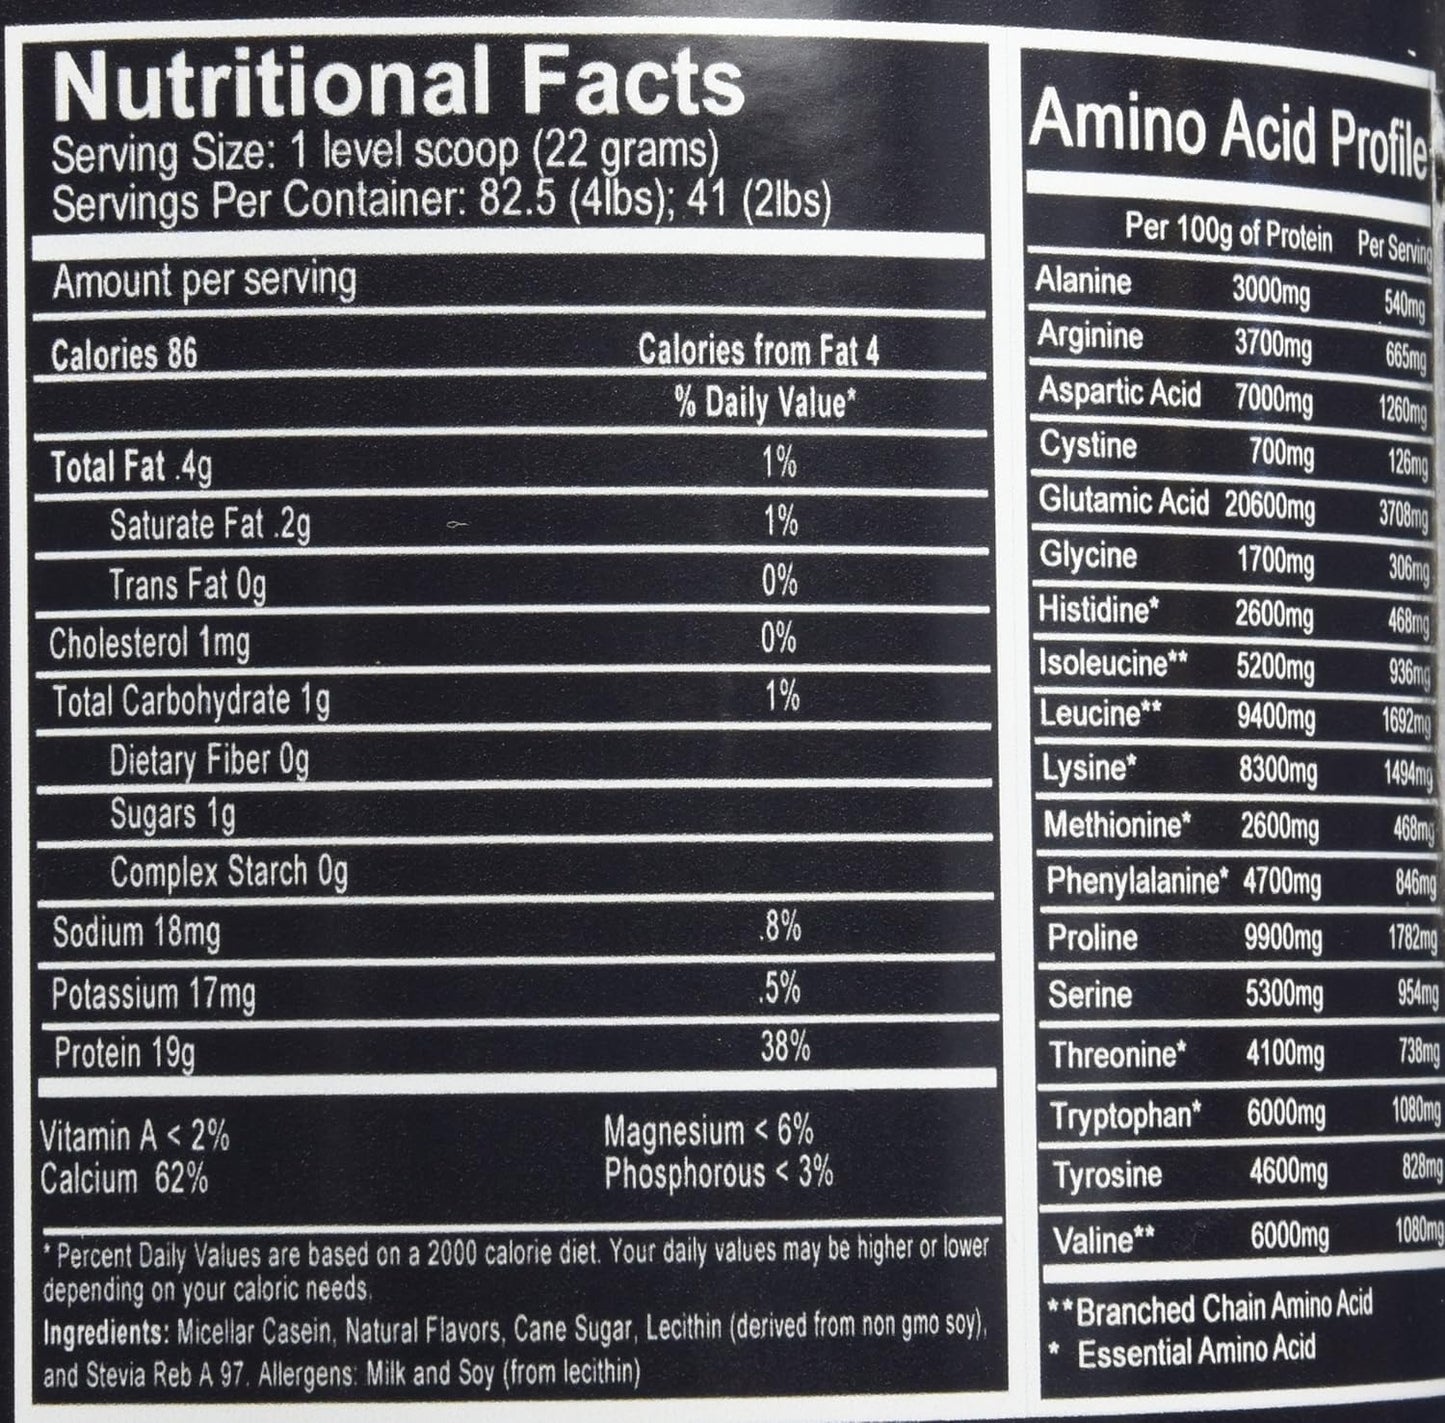 Nutritional Facts
Serving Size: 1 level scoop (22 grams)
Servings Per Container: 82.5 (4lbs); 41 (2lbs)
Amount per serving
Calories 86 Calories from Fat 4
% Daily Value*
Total Fat .4g 1%
Saturate Fat .2g 1%
Trans Fat 0g 0%
Cholesterol 1mg 0%
Total Carbohydrate 1g 1%
Dietary Fiber 0g
Sugars 1g
Complex Starch 0g
Sodium 18mg .8%
Potassium 17mg .5%
Protein 19g 38%
Vitamin A < 2% Magnesium < 6%
Calcium 62% Phosphorous < 3%
* Percent Daily Values are based on a 2000 calorie diet. Your daily values may be higher or lower
depending on your caloric needs.
Ingredients: Micellar Casein, Natural Flavors, Cane Sugar, Lecithin (derived from non gmo soy),
and Stevia Reb A 97. Allergens: Milk and Soy (from lecithin)
Amino Acid Profile
Per 100g of Protein Per Serving
Alanine 3000mg 540mg
Arginine 3700mg 665mg
Aspartic Acid 7000mg 1260mg
Cystine 700mg 126mg
Glutamic Acid 20600mg 3708mg
Glycine 1700mg 306mg
Histidine* 2600mg 468mg
Isoleucine** 5200mg 936mg
Leucine** 9400mg 1692mg
Lysine* 8300mg 1494mg
Methionine* 2600mg 468mg
Phenylalanine* 4700mg 846mg
Proline 9900mg 1782mg
Serine 5300mg 954mg
Threonine* 4100mg 738mg
Tryptophan* 6000mg 1080mg
Tyrosine 4600mg 828mg
Valine** 6000mg 1080mg
**Branched Chain Amino Acid
* Essential Amino Acid